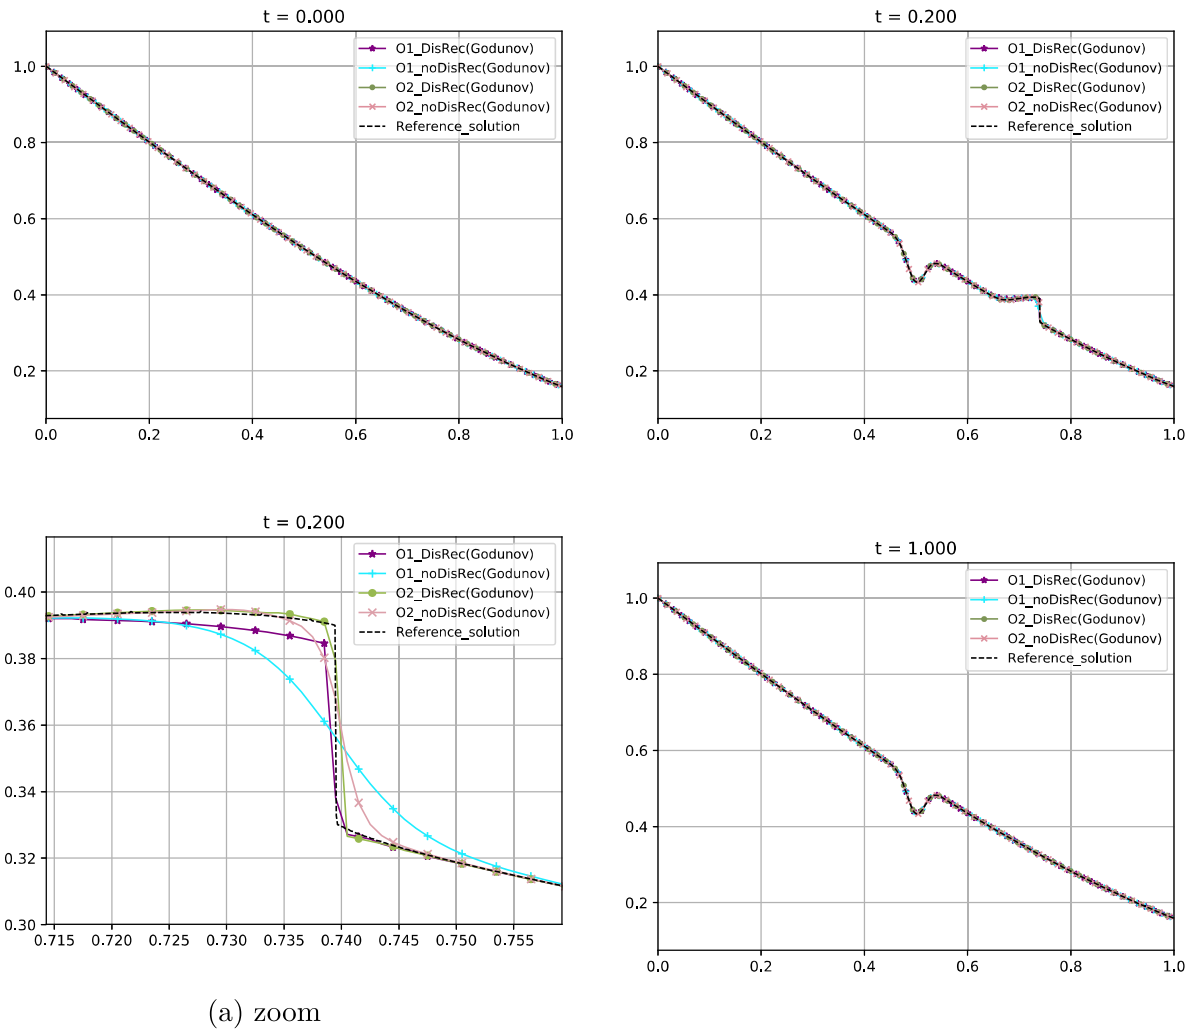 t = 0.000
O1_DisRec(Godunov)
O1_noDisRec(Godunov)
O2_DisRec(Godunov)
O2_noDisRec(Godunov)
Reference_solution
1.0
0.8
0.6
0.4
0.2
0.0 0.2 0.4 0.6 0.8 1.0
t = 0.200
O1_DisRec(Godunov)
O1_noDisRec(Godunov)
O2_DisRec(Godunov)
O2_noDisRec(Godunov)
Reference_solution
1.0
0.8
0.6
0.4
0.2
0.0 0.2 0.4 0.6 0.8 1.0
t = 0.200
O1_DisRec(Godunov)
O1_noDisRec(Godunov)
O2_DisRec(Godunov)
O2_noDisRec(Godunov)
Reference_solution
0.40
0.38
0.36
0.34
0.32
0.30
0.715 0.720 0.725 0.730 0.735 0.740 0.745 0.750 0.755
(a) zoom
t = 1.000
O1_DisRec(Godunov)
O1_noDisRec(Godunov)
O2_DisRec(Godunov)
O2_noDisRec(Godunov)
Reference_solution
1.0
0.8
0.6
0.4
0.2
0.0 0.2 0.4 0.6 0.8 1.0